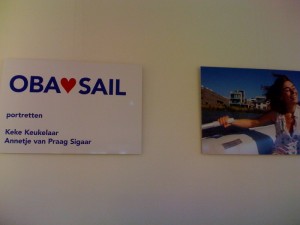 OBA♥SAIL
portretten
Keke Keukelaar
Annetje van Praag Sigaar